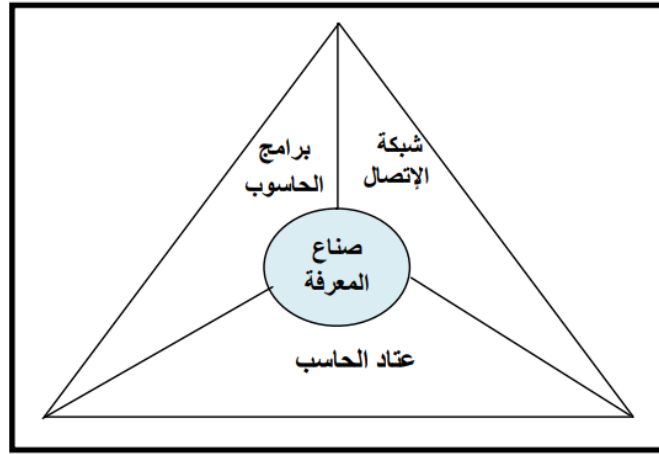 شبكة
الإتصال
برامج
الحاسوب
صناع
المعرفة
عتاد الحاسب